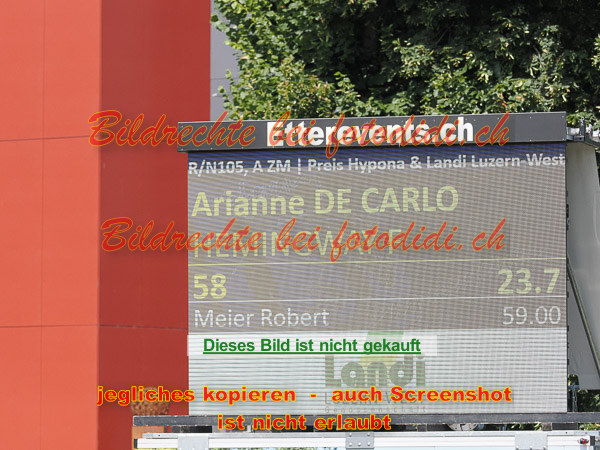 Bildrechte bei fotodidi.ch
Etterevents.ch
R/N105, A ZM | Preis Hypona & Landi Luzern-West
Arianne DE CARLO
Bildrechte bei fotodidi.ch
58 23.7
Meier Robert 59.00
Dieses Bild ist nicht gekauft
Landi
jegliches kopieren - auch Screenshot
ist nicht erlaubt